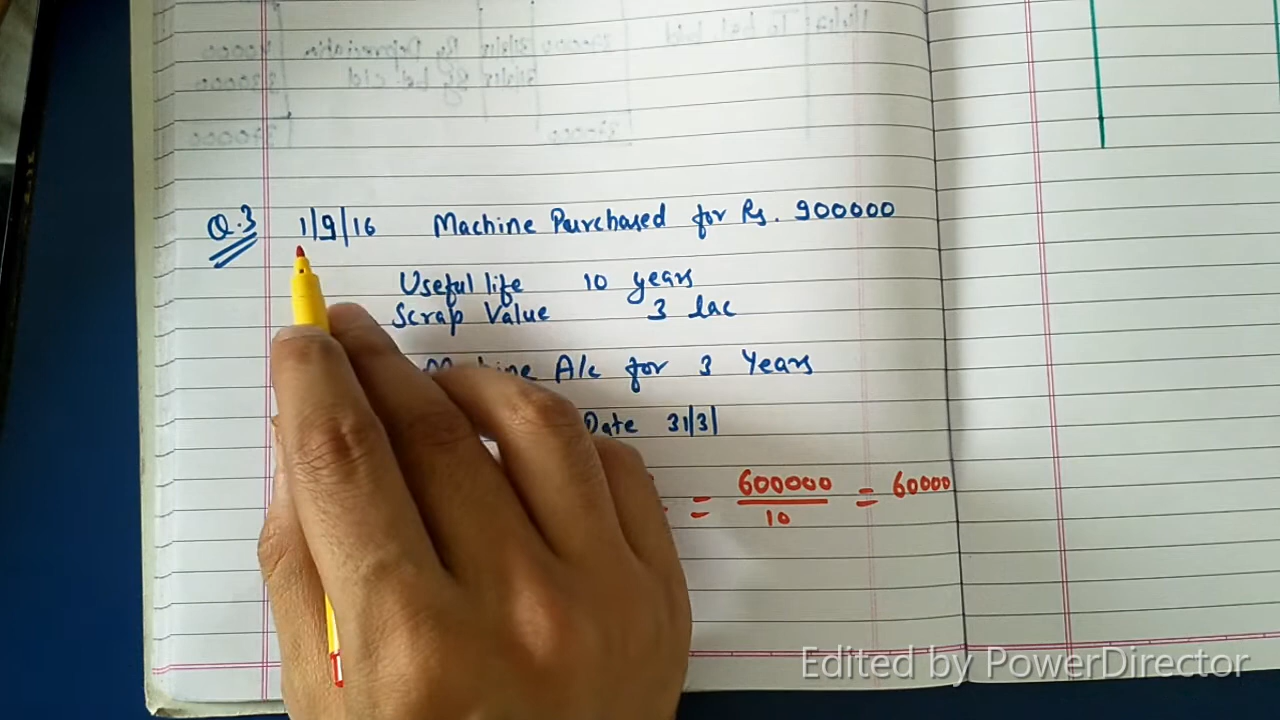 Q.3 1/9/16 Machine Purchased for Rs. 900000
Useful life 10 years
Scrap Value 3 lac
Machine A/c for 3 Years
Date 31/3/
= 600000 / 10 = 60000
Edited by PowerDirector